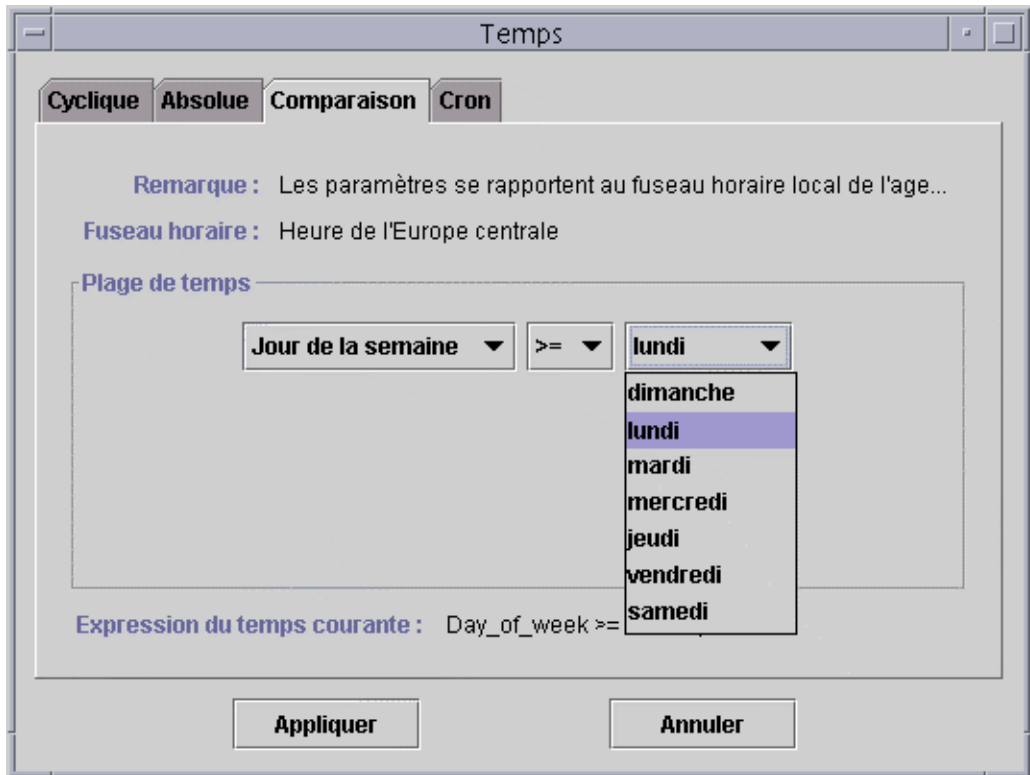 Temps
Cyclique Absolue Comparaison Cron
Remarque : Les paramètres se rapportent au fuseau horaire local de l'age...
Fuseau horaire : Heure de l'Europe centrale
Plage de temps
Jour de la semaine >= lundi
dimanche
lundi
mardi
mercredi
jeudi
vendredi
samedi
Expression du temps courante : Day_of_week >=
Appliquer Annuler